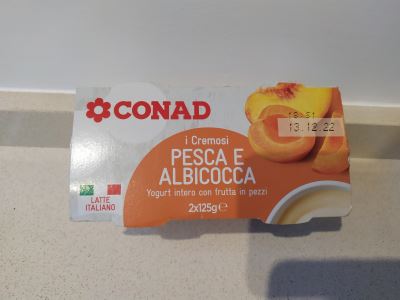 CONAD
i Cremosi
PESCA E
ALBICOCCA
Yogurt intero con frutta in pezzi
2x125g℮
LATTE
ITALIANO
13.12.22